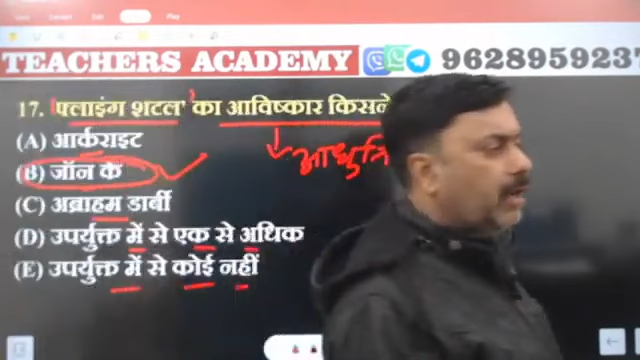 TEACHERS ACADEMY 9628959237
17. 'फ्लाइंग शटल' का आविष्कार किसने
(A) आर्कराइट
(B) जॉन के
(C) अब्राहम डार्बी
(D) उपर्युक्त में से एक से अधिक
(E) उपर्युक्त में से कोई नहीं